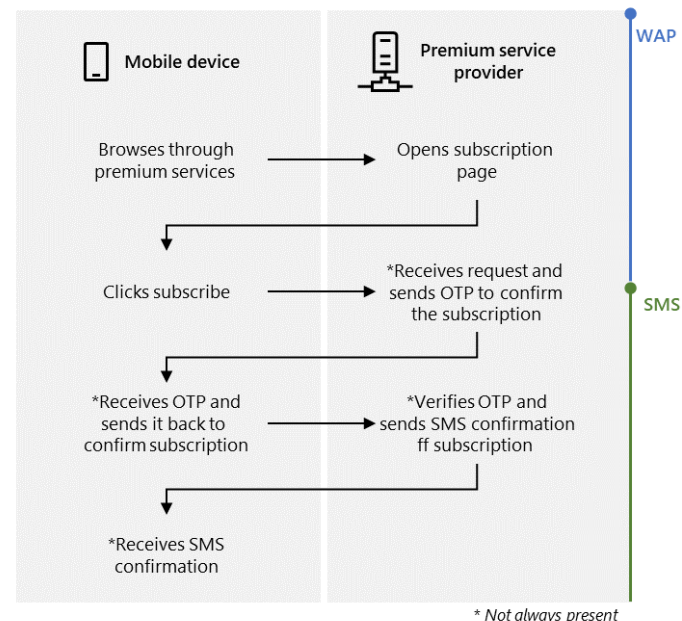 WAP
Mobile device
Premium service
provider
Browses through
premium services
Opens subscription
page
Clicks subscribe
*Receives request and
sends OTP to confirm
the subscription
SMS
*Receives OTP and
sends it back to
confirm subscription
*Verifies OTP and
sends SMS confirmation
ff subscription
*Receives SMS
confirmation
* Not always present